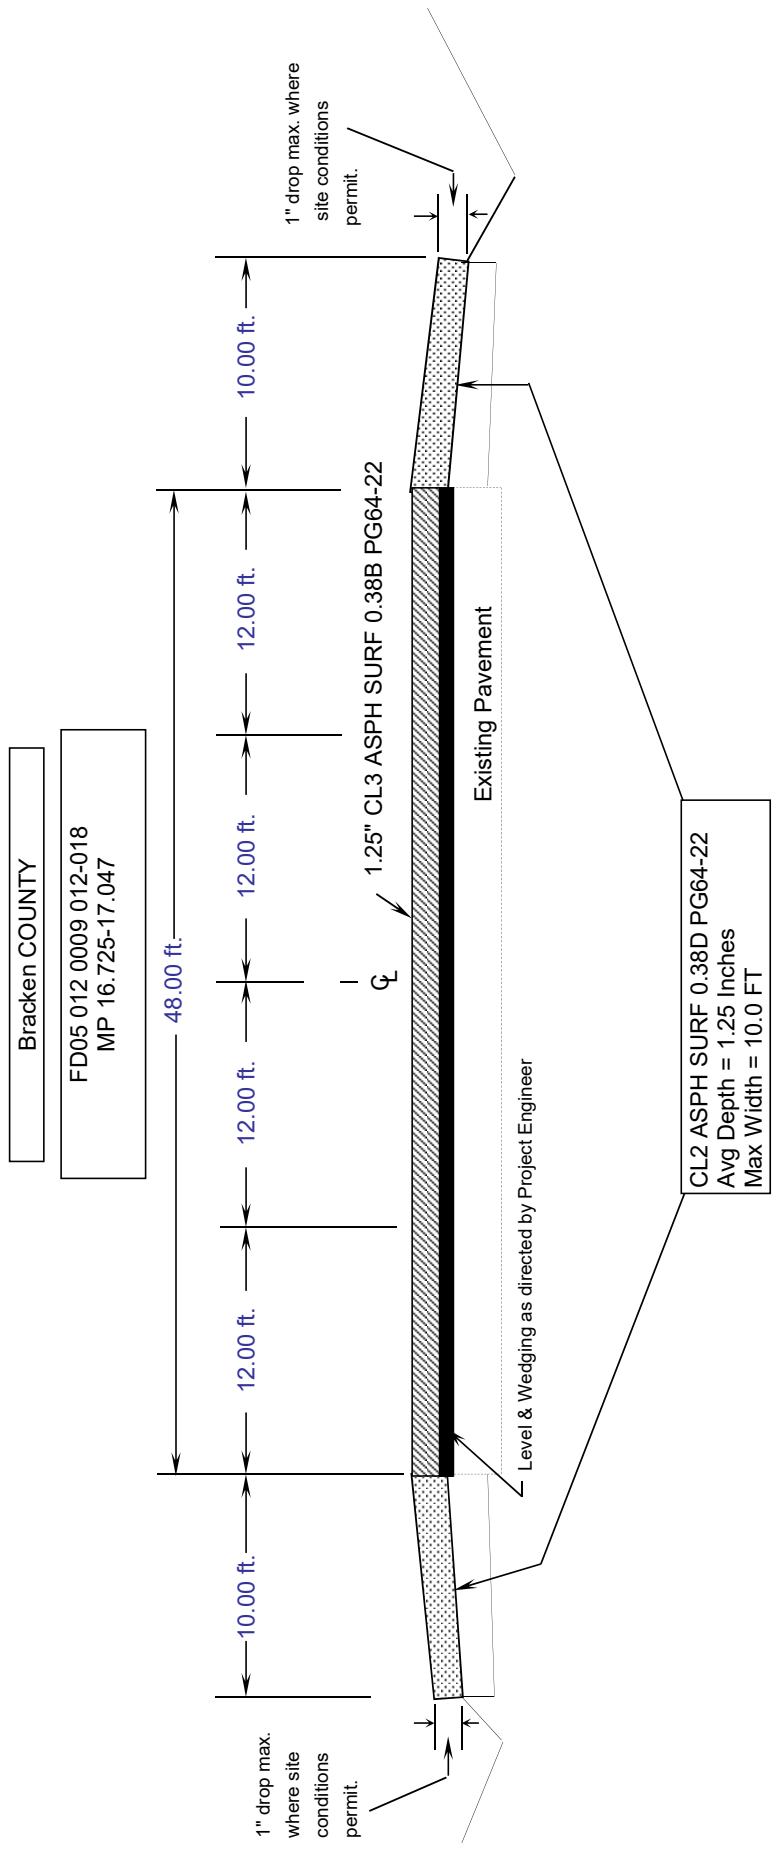 Bracken COUNTY
FD05 012 0009 012-018
MP 16.725-17.047
48.00 ft.
10.00 ft.
12.00 ft.
12.00 ft.
12.00 ft.
12.00 ft.
10.00 ft.
1" drop max.
where site
conditions
permit.
1" drop max. where
site conditions
permit.
CL
1.25" CL3 ASPH SURF 0.38B PG64-22
Existing Pavement
Level & Wedging as directed by Project Engineer
CL2 ASPH SURF 0.38D PG64-22
Avg Depth = 1.25 Inches
Max Width = 10.0 FT